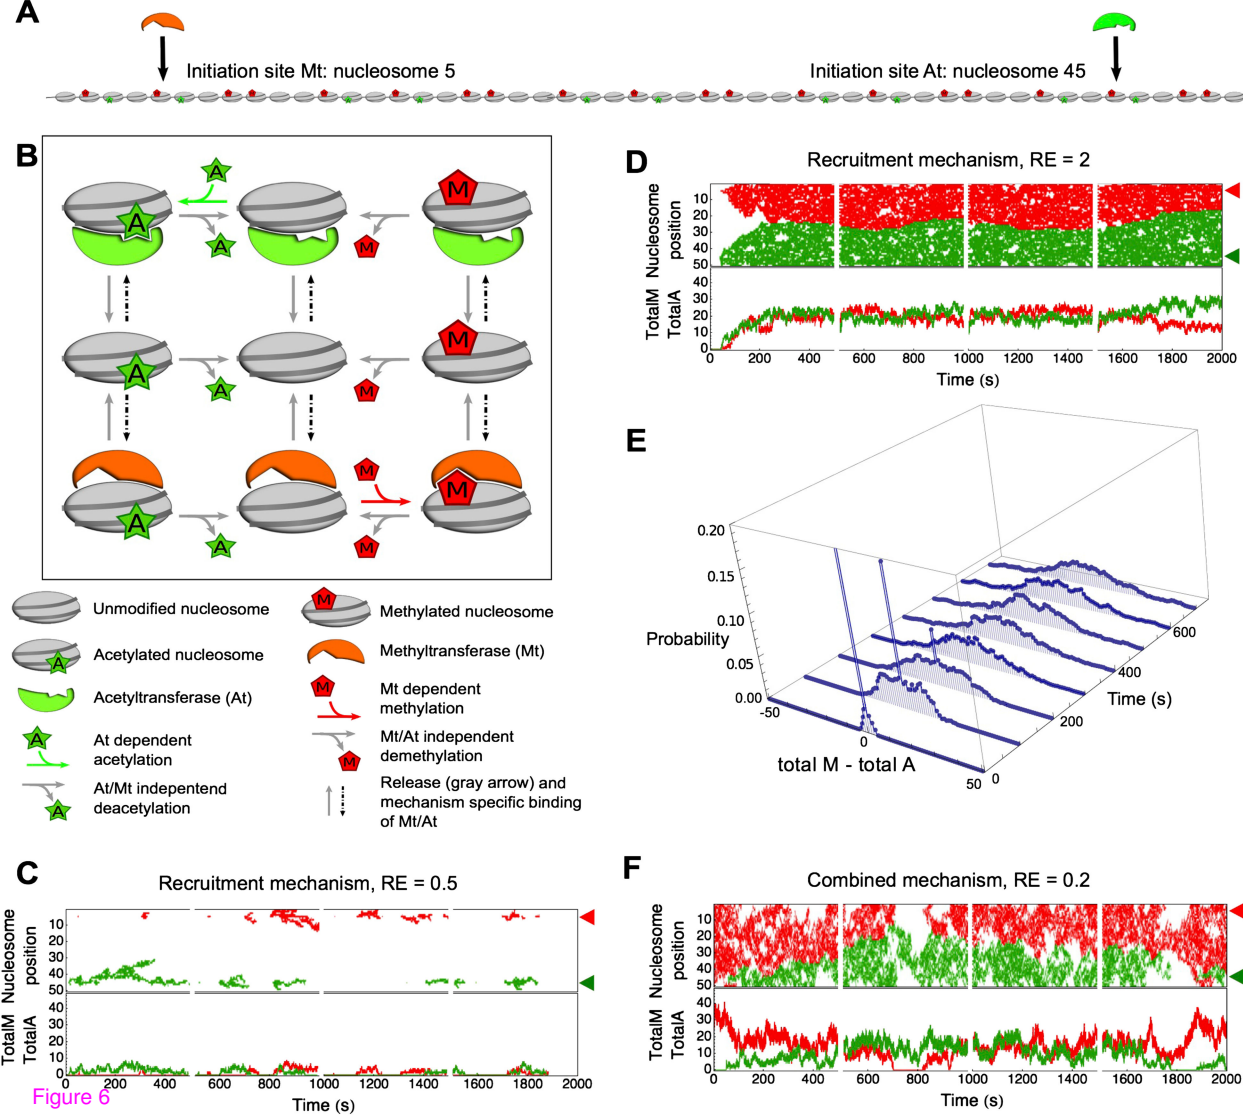 A
Initiation site Mt: nucleosome 5
Initiation site At: nucleosome 45
B
A
A
M
A
M
A
M
A
M
A
M
M
A
A
M
Unmodified nucleosome
Acetylated nucleosome
Acetyltransferase (At)
At dependent
acetylation
At/Mt indepentend
deacetylation
Methylated nucleosome
Methyltransferase (Mt)
Mt dependent
methylation
Mt/At independent
demethylation
Release (gray arrow) and
mechanism specific binding
of Mt/At
C
Recruitment mechanism, RE = 0.5
Nucleosome
position
10
20
30
40
50
TotalM
TotalA
40
30
20
10
0
0 200 400 600 800 1000 1200 1400 1600 1800 2000
Time (s)
Figure 6
D
Recruitment mechanism, RE = 2
Nucleosome
position
10
20
30
40
50
TotalM
TotalA
40
30
20
10
0
0 200 400 600 800 1000 1200 1400 1600 1800 2000
Time (s)
E
0.20
0.15
0.10
Probability
0.05
0.00
-50
0
50
total M - total A
0
200
400
600
Time (s)
F
Combined mechanism, RE = 0.2
Nucleosome
position
10
20
30
40
50
TotalM
TotalA
40
30
20
10
0
0 200 400 600 800 1000 1200 1400 1600 1800 2000
Time (s)